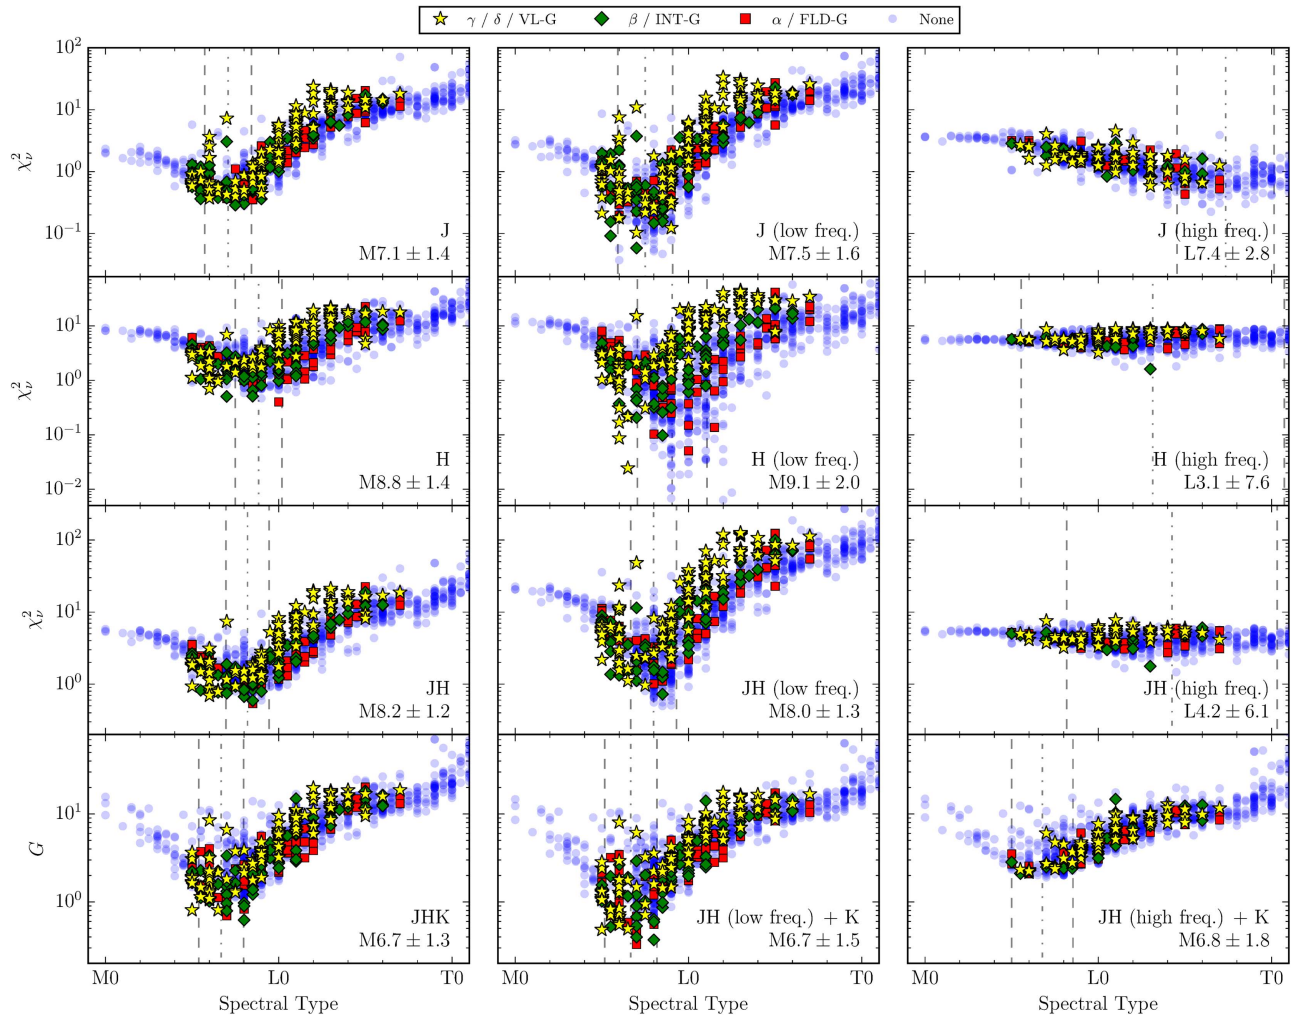 γ / δ / VL-G β / INT-G α / FLD-G None
10² 10¹ 10⁰ 10⁻¹
χ²ᵥ
J
M7.1 ± 1.4
J (low freq.)
M7.5 ± 1.6
J (high freq.)
L7.4 ± 2.8
10¹ 10⁰ 10⁻¹ 10⁻²
χ²ᵥ
H
M8.8 ± 1.4
H (low freq.)
M9.1 ± 2.0
H (high freq.)
L3.1 ± 7.6
10² 10¹ 10⁰
χ²ᵥ
JH
M8.2 ± 1.2
JH (low freq.)
M8.0 ± 1.3
JH (high freq.)
L4.2 ± 6.1
10¹ 10⁰
G
JHK
M6.7 ± 1.3
JH (low freq.) + K
M6.7 ± 1.5
JH (high freq.) + K
M6.8 ± 1.8
M0 L0 T0 M0 L0 T0 M0 L0 T0
Spectral Type Spectral Type Spectral Type